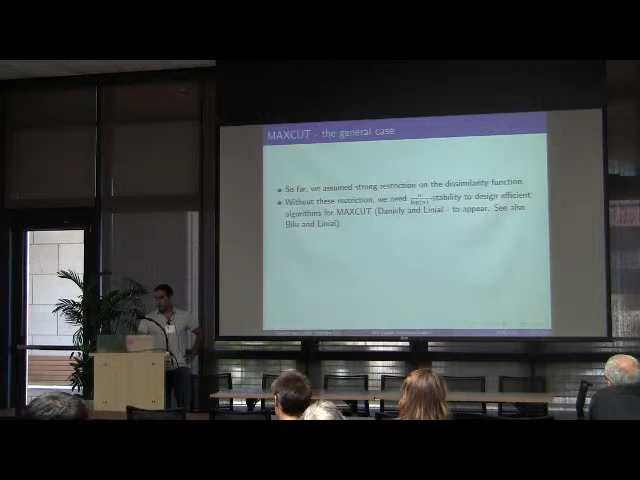 MAXCUT - the general case
So far, we assumed strong restriction on the dissimilarity function.
Without these restriction, we need n/log(n)-stability to design efficient
algorithms for MAXCUT (Daniely and Linial - to appear. See also
Bilu and Linial).